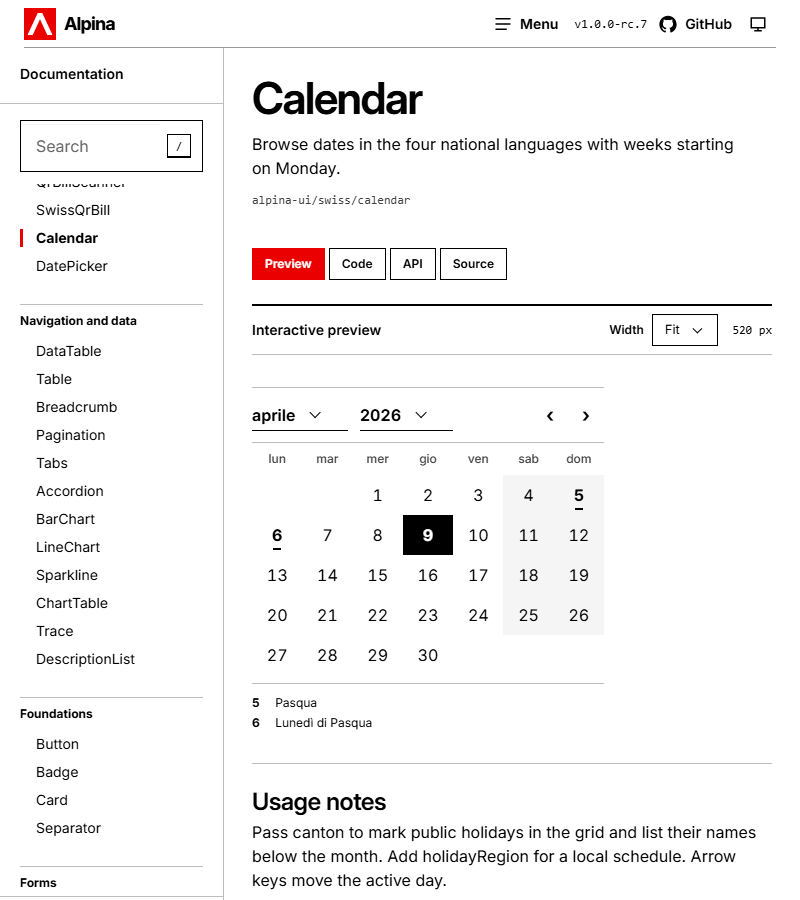 Alpina
Menu
v1.0.0-rc.7
GitHub
Documentation
Search
/
QrBillScanner
SwissQrBill
Calendar
DatePicker
Navigation and data
DataTable
Table
Breadcrumb
Pagination
Tabs
Accordion
BarChart
LineChart
Sparkline
ChartTable
Trace
DescriptionList
Foundations
Button
Badge
Card
Separator
Forms
Calendar
Browse dates in the four national languages with weeks starting
on Monday.
alpina-ui/swiss/calendar
Preview
Code
API
Source
Interactive preview
Width
Fit
520 px
aprile
2026
lun mar mer gio ven sab dom
1 2 3 4 5
6 7 8 9 10 11 12
13 14 15 16 17 18 19
20 21 22 23 24 25 26
27 28 29 30
5 Pasqua
6 Lunedì di Pasqua
Usage notes
Pass canton to mark public holidays in the grid and list their names
below the month. Add holidayRegion for a local schedule. Arrow
keys move the active day.